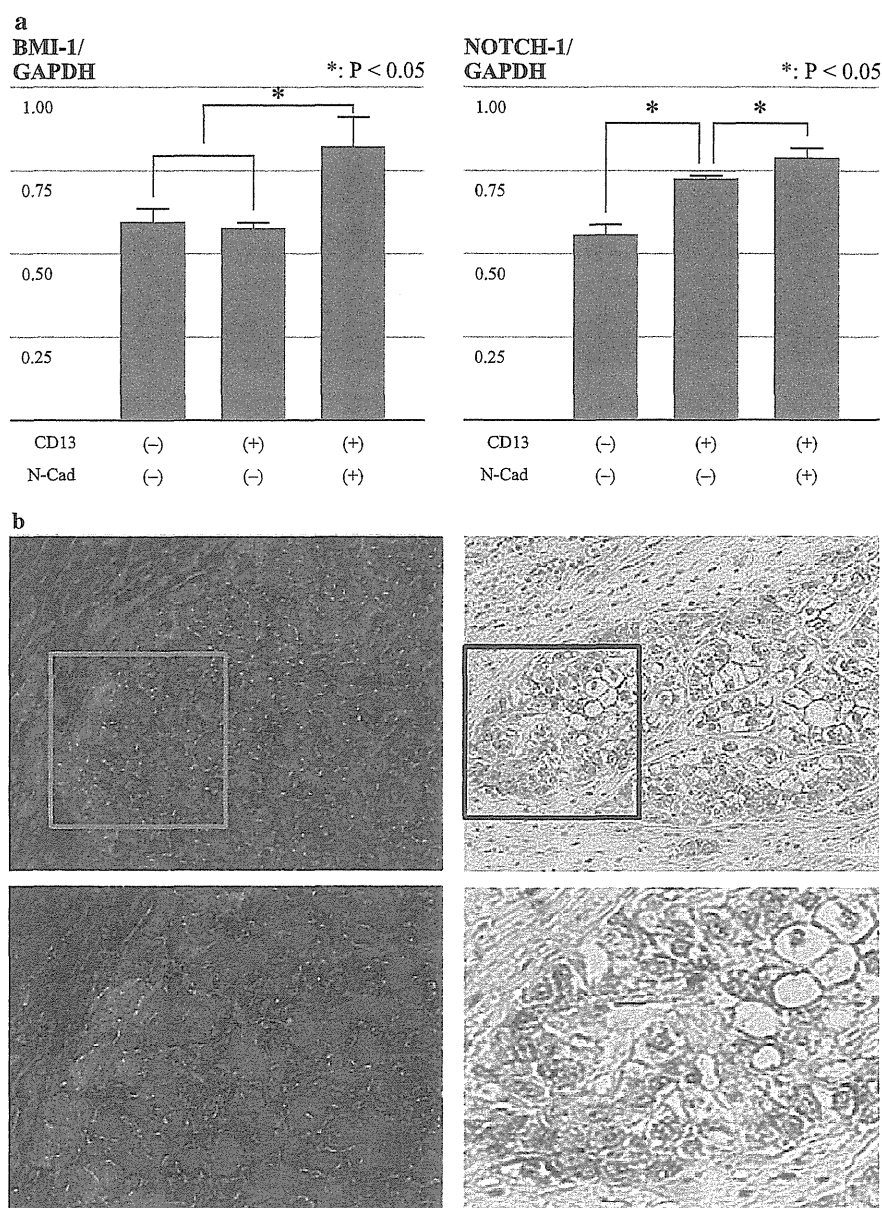 a
BMI-1/
GAPDH
*: P < 0.05
1.00
*
0.75
0.50
0.25
CD13 (–) (+) (+)
N-Cad (–) (–) (+)
NOTCH-1/
GAPDH
*: P < 0.05
1.00
* *
0.75
0.50
0.25
CD13 (–) (+) (+)
N-Cad (–) (–) (+)
b